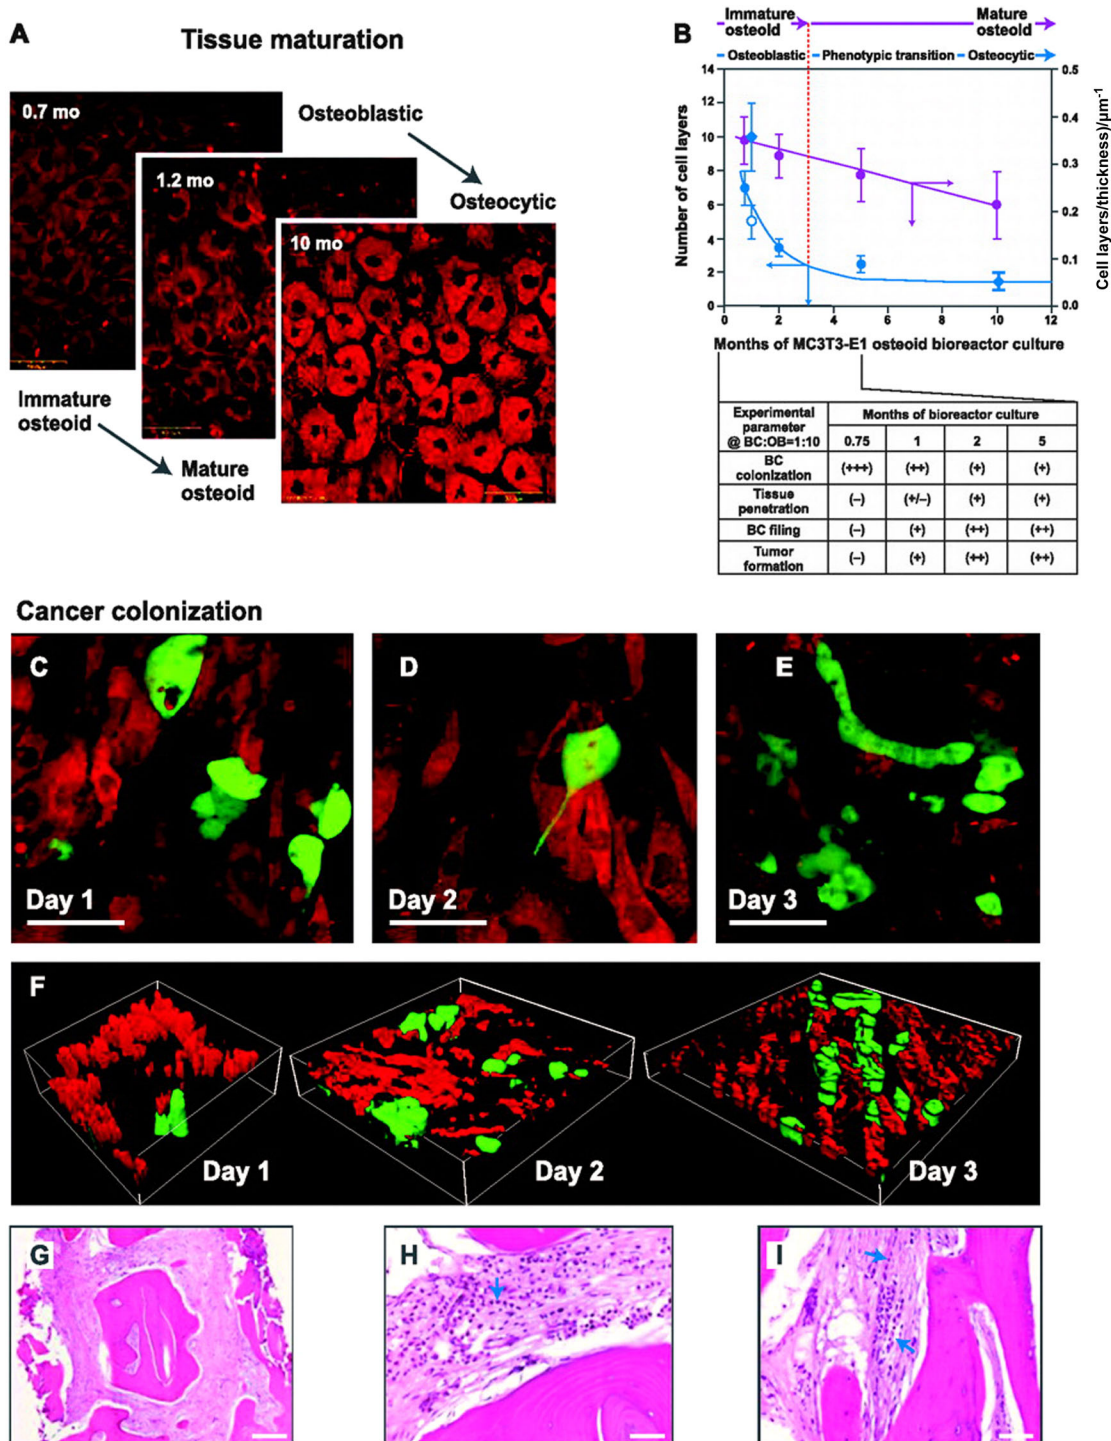 A
Tissue maturation
0.7 mo
Osteoblastic
1.2 mo
Osteocytic
10 mo
Immature
osteoid
Mature
osteoid
B
Immature
osteoid
Mature
osteoid
Osteoblastic
Phenotypic transition
Osteocytic
Number of cell layers
14
12
10
8
6
4
2
0
0.5
0.4
0.3
0.2
0.1
0.0
Cell layers/thickness)/μm-1
0 2 4 6 8 10 12
Months of MC3T3-E1 osteoid bioreactor culture
Experimental
parameter
@ BC:OB=1:10
Months of bioreactor culture
0.75 1 2 5
BC
colonization
(+++) (++) (+) (+)
Tissue
penetration
(–) (+/–) (+) (+)
BC filing (–) (+) (++) (++)
Tumor
formation
(–) (+) (++) (++)
Cancer colonization
C
Day 1
D
Day 2
E
Day 3
F
Day 1
Day 2
Day 3
G
H
I